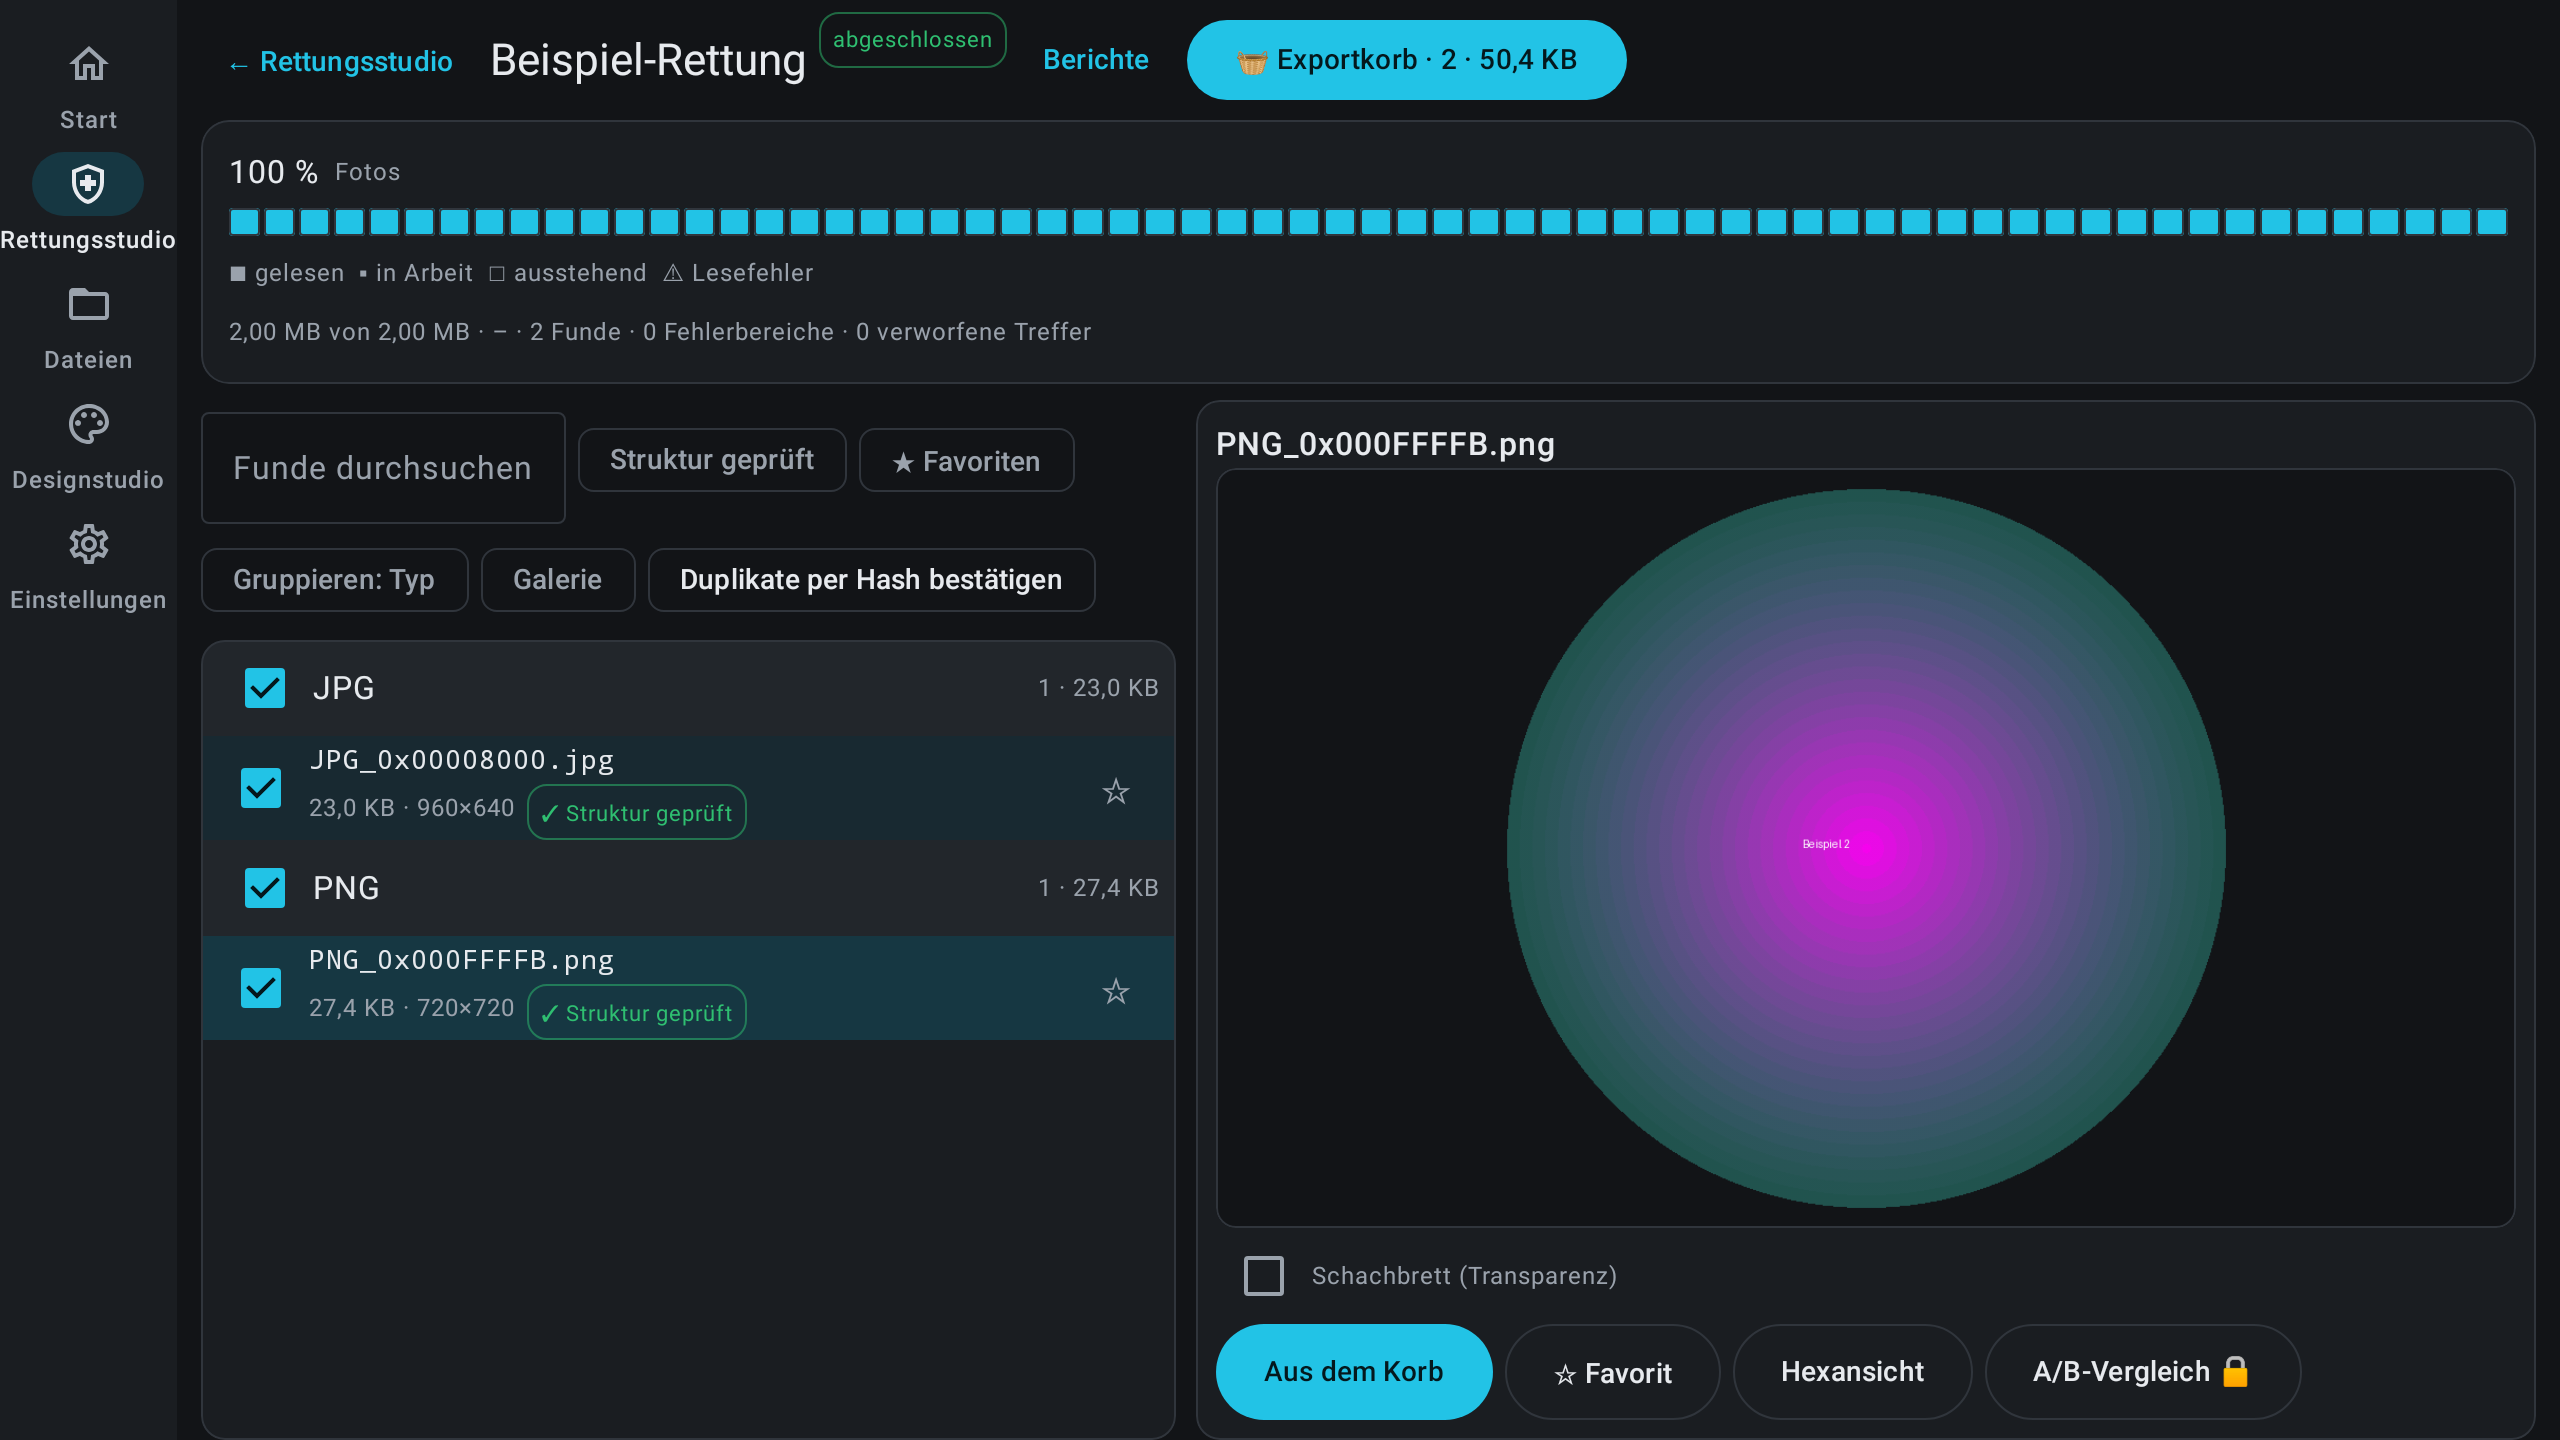 Start
Rettungsstudio
Dateien
Designstudio
Einstellungen
← Rettungsstudio
Beispiel-Rettung
abgeschlossen
Berichte
Exportkorb · 2 · 50,4 KB
100 % Fotos
■ gelesen ▪ in Arbeit □ ausstehend ⚠ Lesefehler
2,00 MB von 2,00 MB · – · 2 Funde · 0 Fehlerbereiche · 0 verworfene Treffer
Funde durchsuchen
Struktur geprüft
★ Favoriten
Gruppieren: Typ
Galerie
Duplikate per Hash bestätigen
JPG
1 · 23,0 KB
JPG_0x00008000.jpg
23,0 KB · 960×640
✓ Struktur geprüft
PNG
1 · 27,4 KB
PNG_0x000FFFFB.png
27,4 KB · 720×720
✓ Struktur geprüft
PNG_0x000FFFFB.png
Beispiel 2
Schachbrett (Transparenz)
Aus dem Korb
☆ Favorit
Hexansicht
A/B-Vergleich